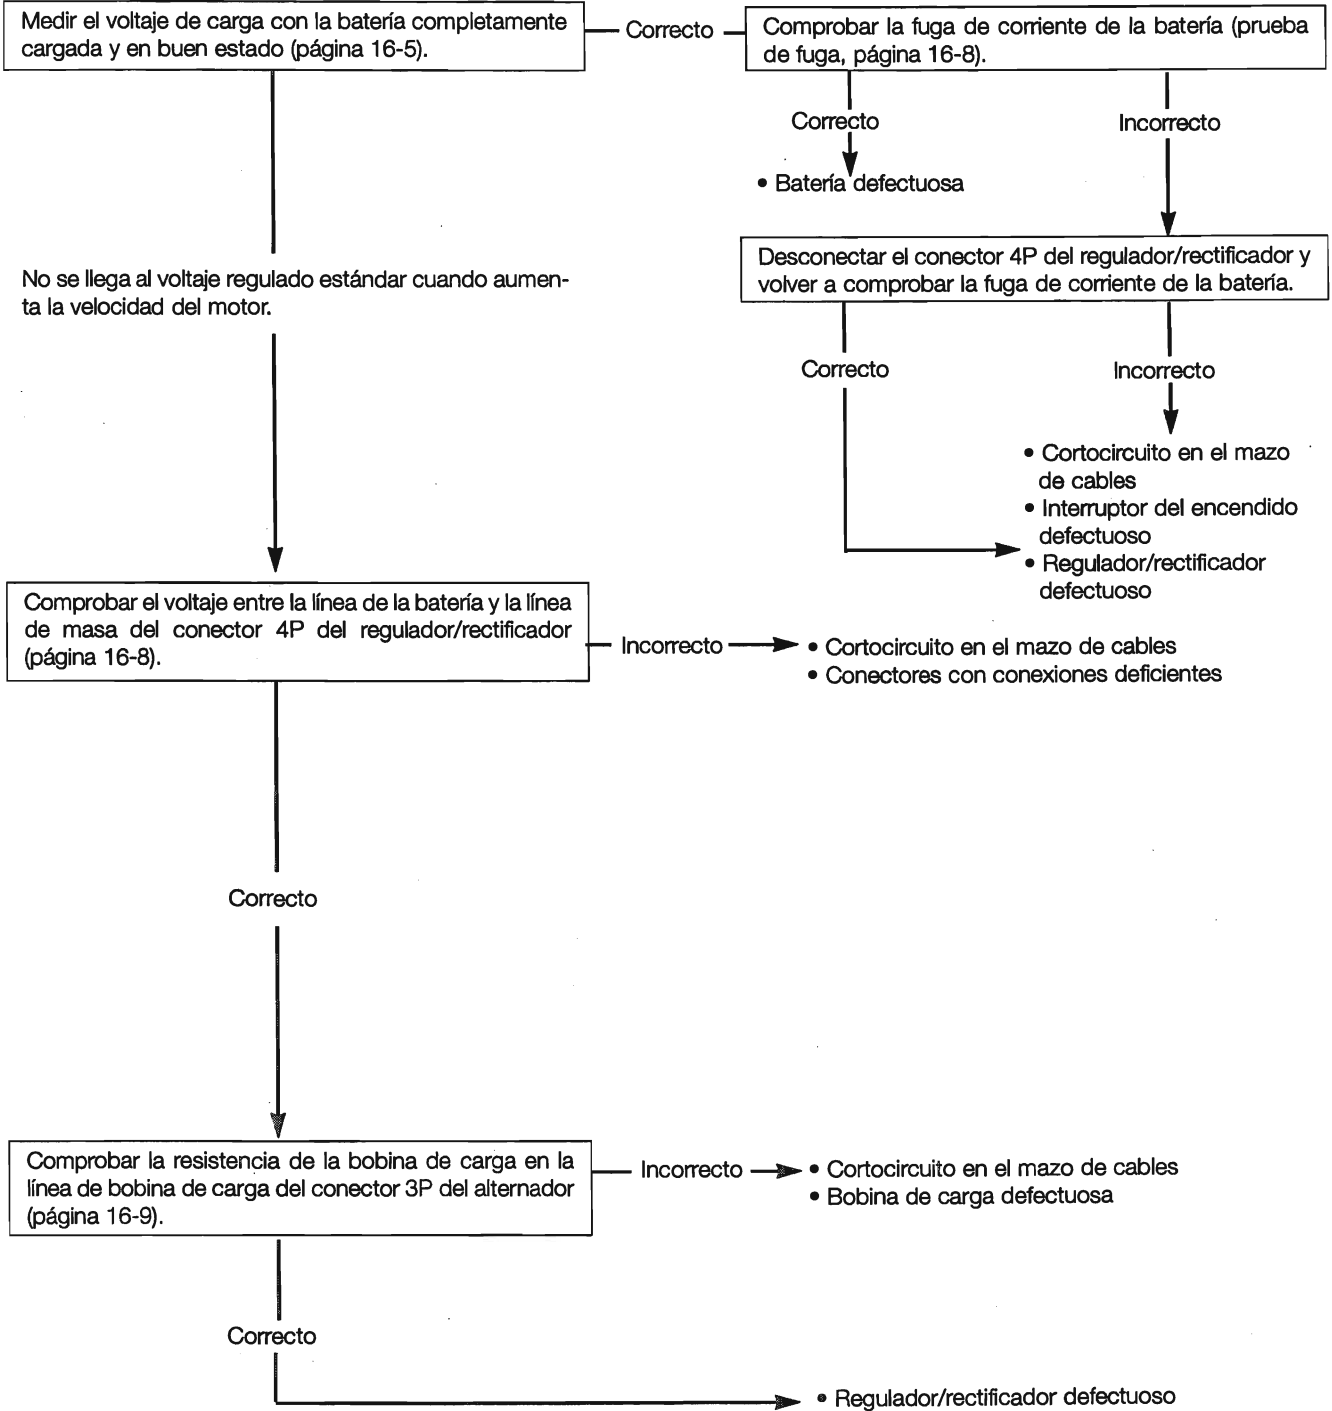 Medir el voltaje de carga con la batería completamente
cargada y en buen estado (página 16-5).
Correcto
Comprobar la fuga de corriente de la batería (prueba
de fuga, página 16-8).
Correcto
Incorrecto
• Batería defectuosa
Desconectar el conector 4P del regulador/rectificador y
volver a comprobar la fuga de corriente de la batería.
No se llega al voltaje regulado estándar cuando aumen-
ta la velocidad del motor.
Correcto
Incorrecto
• Cortocircuito en el mazo
de cables
• Interruptor del encendido
defectuoso
• Regulador/rectificador
defectuoso
Comprobar el voltaje entre la línea de la batería y la línea
de masa del conector 4P del regulador/rectificador
(página 16-8).
Incorrecto
• Cortocircuito en el mazo de cables
• Conectores con conexiones deficientes
Correcto
Comprobar la resistencia de la bobina de carga en la
línea de bobina de carga del conector 3P del alternador
(página 16-9).
Incorrecto
• Cortocircuito en el mazo de cables
• Bobina de carga defectuosa
Correcto
• Regulador/rectificador defectuoso